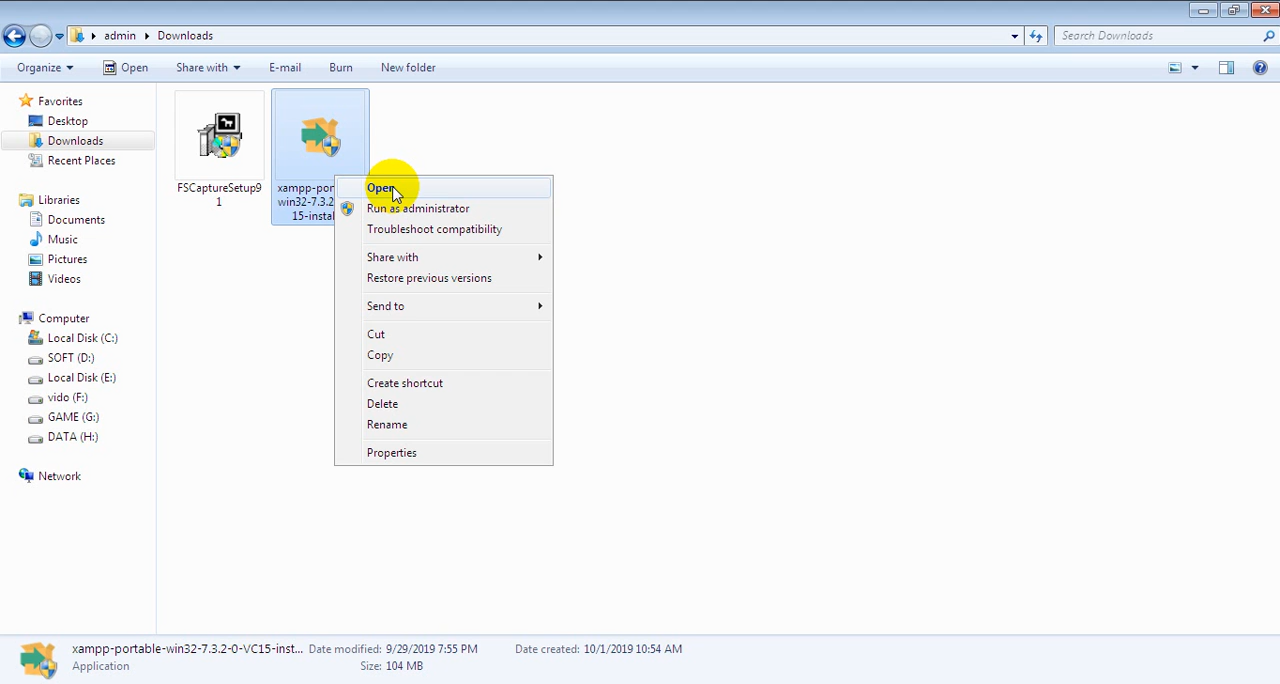 admin Downloads
Search Downloads
Organize Open Share with E-mail Burn New folder
Favorites
Desktop
Downloads
Recent Places
Libraries
Documents
Music
Pictures
Videos
Computer
Local Disk (C:)
SOFT (D:)
Local Disk (E:)
vido (F:)
GAME (G:)
DATA (H:)
Network
FSCaptureSetup9
1
xampp-por
win32-7.3.2
15-instal
Open
Run as administrator
Troubleshoot compatibility
Share with
Restore previous versions
Send to
Cut
Copy
Create shortcut
Delete
Rename
Properties
xampp-portable-win32-7.3.2-0-VC15-inst... Date modified: 9/29/2019 7:55 PM Date created: 10/1/2019 10:54 AM
Application Size: 104 MB